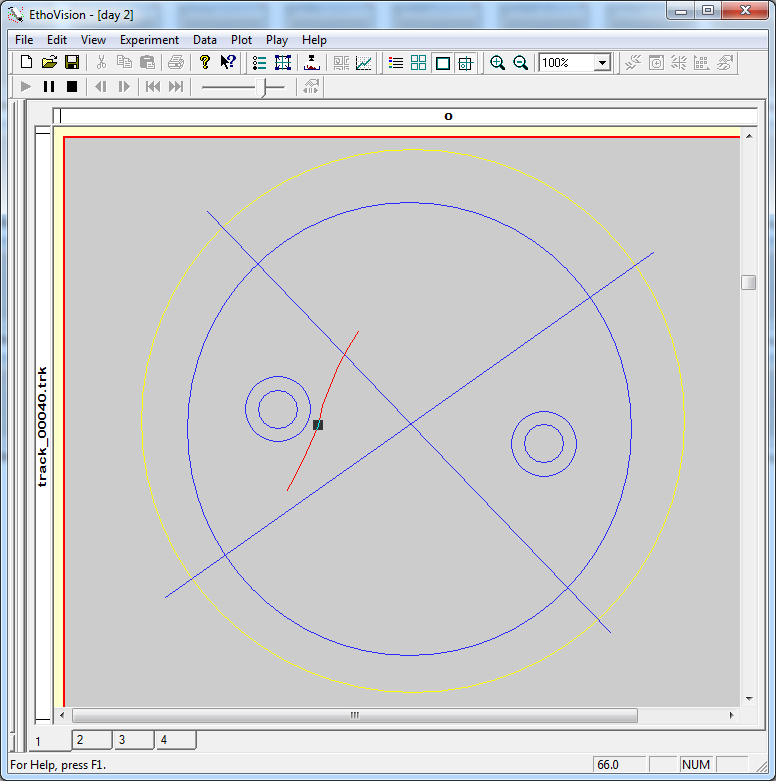 EthoVision - [day 2]
File Edit View Experiment Data Plot Play Help
100%
o
track_00040.trk
1 2 3 4
For Help, press F1. 66.0 NUM